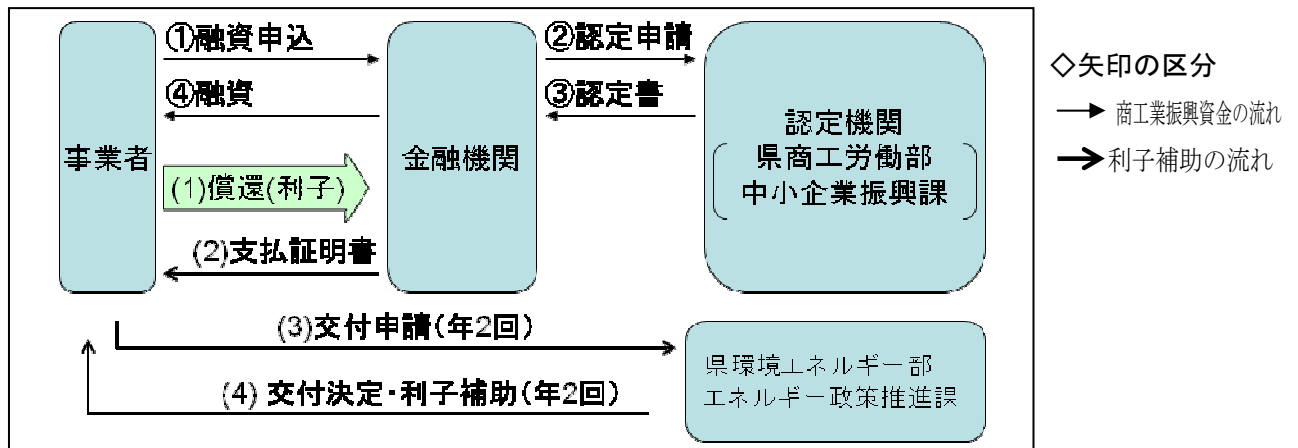 ①融資申込
②認定申請
④融資
③認定書
事業者
金融機関
認定機関
県商工労働部
中小企業振興課
(1)償還(利子)
(2)支払証明書
(3)交付申請(年2回)
(4) 交付決定・利子補助(年2回)
県環境エネルギー部
エネルギー政策推進課
◇矢印の区分
商工業振興資金の流れ
利子補助の流れ